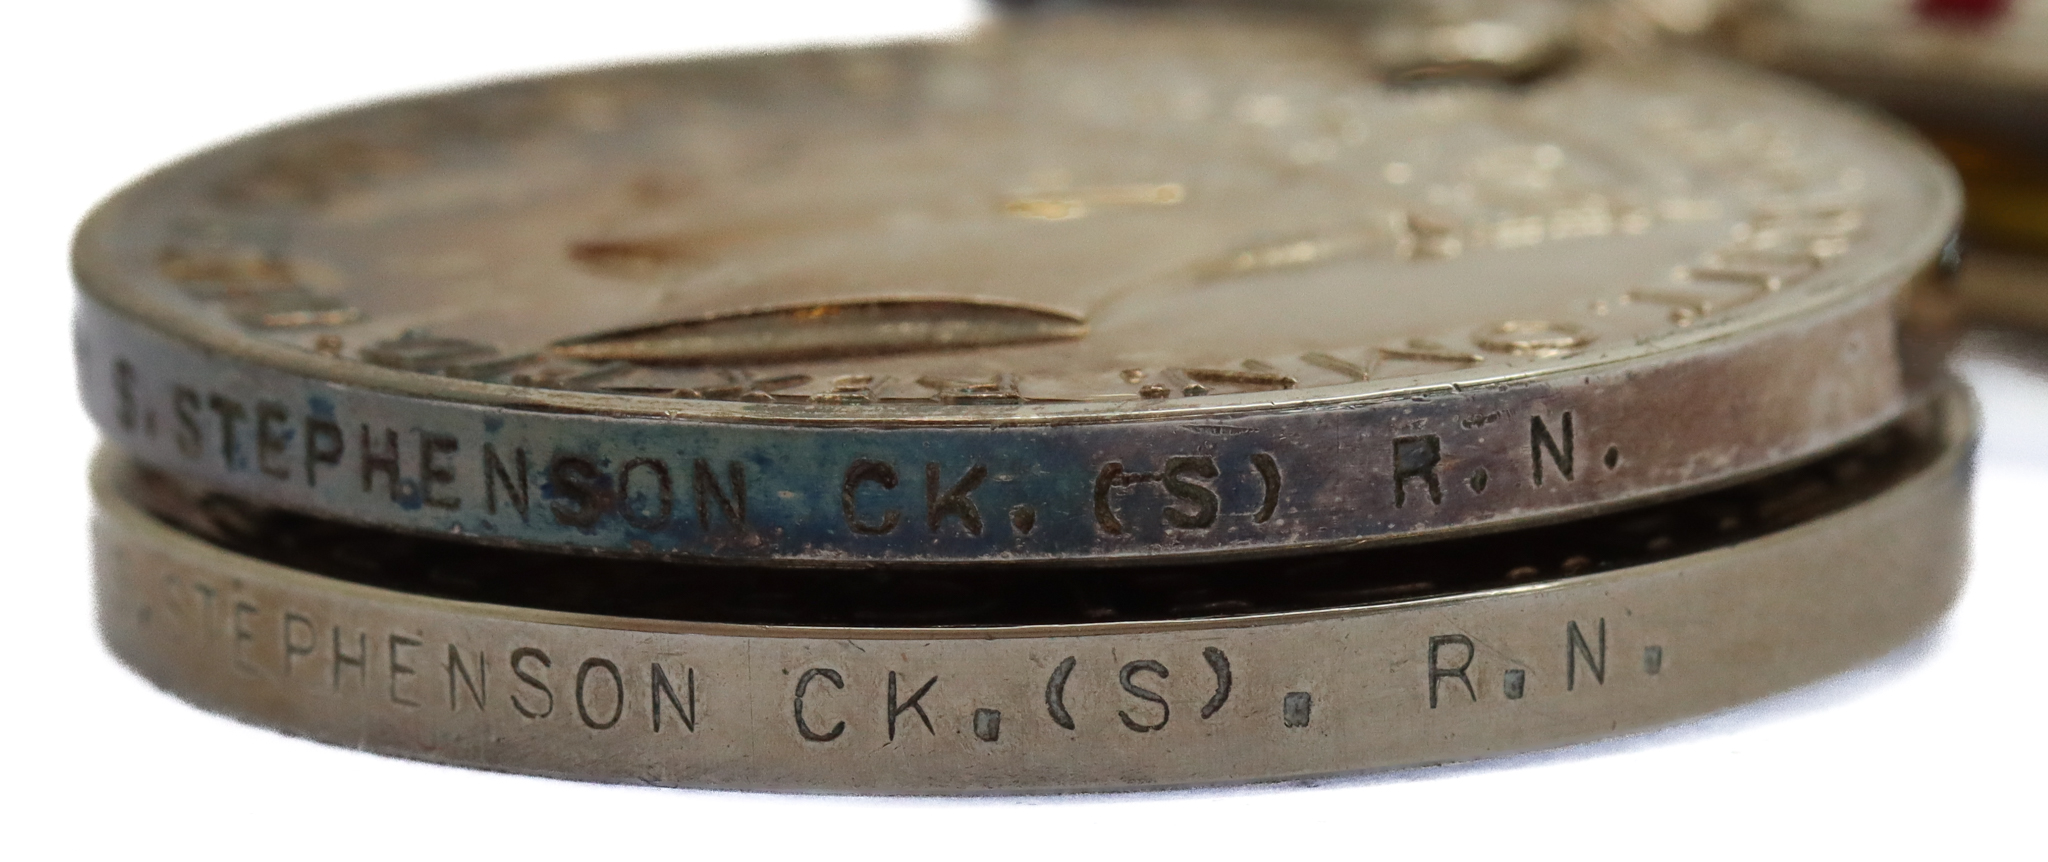 S. STEPHENSON CK. (S) R. N.
. STEPHENSON CK. (S). R. N.